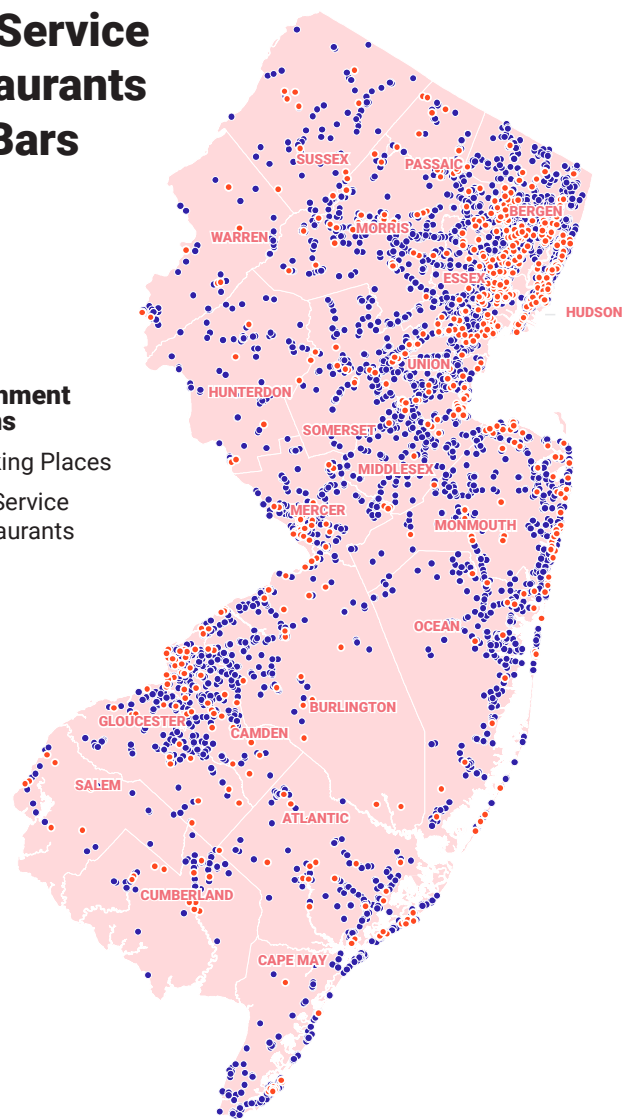 Service
aurants
Bars
SUSSEX
PASSAIC
BERGEN
WARREN
MORRIS
ESSEX
HUDSON
UNION
nment
HUNTERDON
ns
SOMERSET
king Places
MIDDLESEX
Service
MERCER
aurants
MONMOUTH
OCEAN
BURLINGTON
GLOUCESTER
CAMDEN
SALEM
ATLANTIC
CUMBERLAND
CAPE MAY